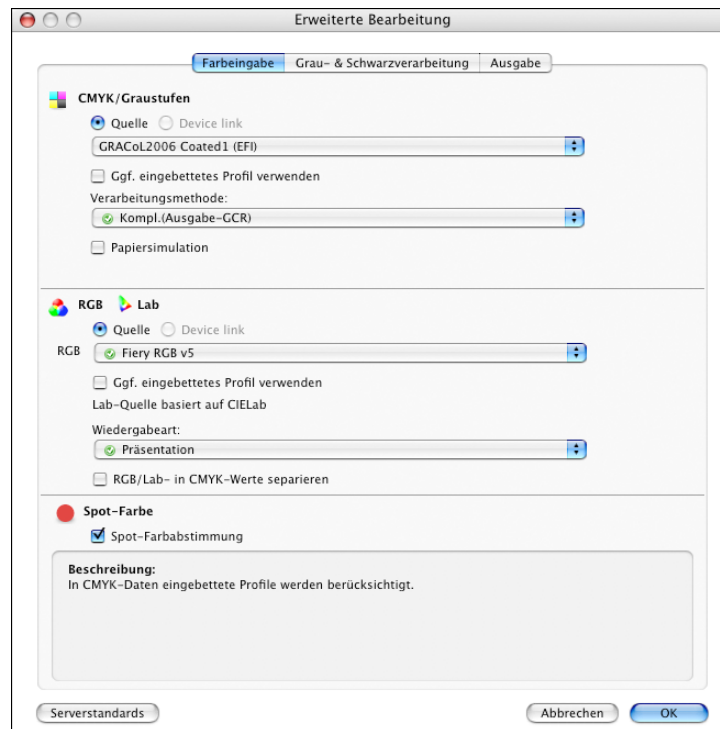 Erweiterte Bearbeitung
Farbeingabe Grau- & Schwarzverarbeitung Ausgabe
CMYK/Graustufen
Quelle Device link
GRACoL2006 Coated1 (EFI)
Ggf. eingebettetes Profil verwenden
Verarbeitungsmethode:
Kompl.(Ausgabe-GCR)
Papiersimulation
RGB Lab
Quelle Device link
RGB Fiery RGB v5
Ggf. eingebettetes Profil verwenden
Lab-Quelle basiert auf CIELab
Wiedergabeart:
Präsentation
RGB/Lab- in CMYK-Werte separieren
Spot-Farbe
Spot-Farbabstimmung
Beschreibung:
In CMYK-Daten eingebettete Profile werden berücksichtigt.
Serverstandards Abbrechen OK